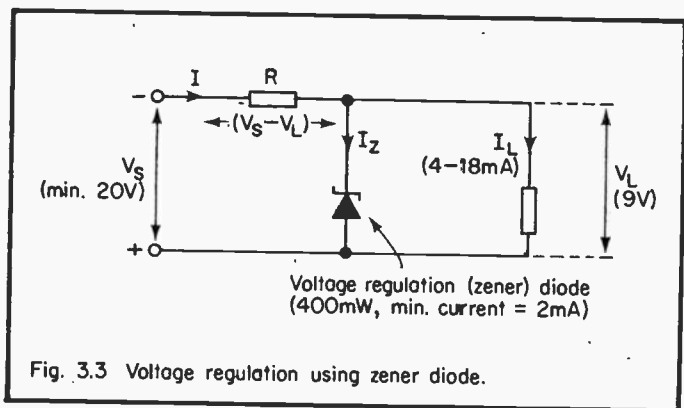 I
R
−
(VS−VL)
IZ
IL
(4−18mA)
VS
(min. 20V)
VL
(9V)
+
Voltage regulation (zener) diode
(400mW, min. current = 2mA)
Fig. 3.3 Voltage regulation using zener diode.